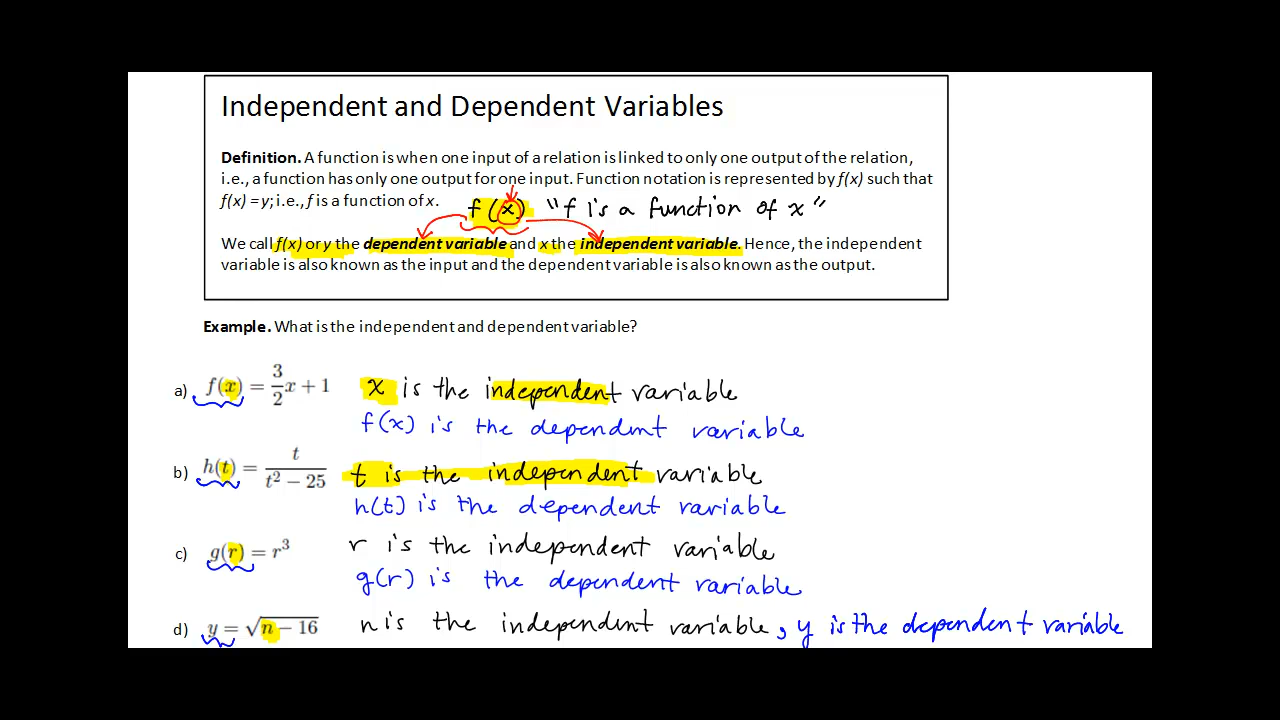 Independent and Dependent Variables
Definition. A function is when one input of a relation is linked to only one output of the relation,
i.e., a function has only one output for one input. Function notation is represented by f(x) such that
f(x) = y; i.e., f is a function of x.
f(x) "f is a function of x"
We call f(x) or y the dependent variable and x the independent variable. Hence, the independent
variable is also known as the input and the dependent variable is also known as the output.
Example. What is the independent and dependent variable?
a) f(x) = 3/2 x + 1 x is the independent variable
f(x) is the dependent variable
b) h(t) = t/(t² − 25) t is the independent variable
h(t) is the dependent variable
c) g(r) = r³ r is the independent variable
g(r) is the dependent variable
d) y = √(n − 16) n is the independent variable, y is the dependent variable